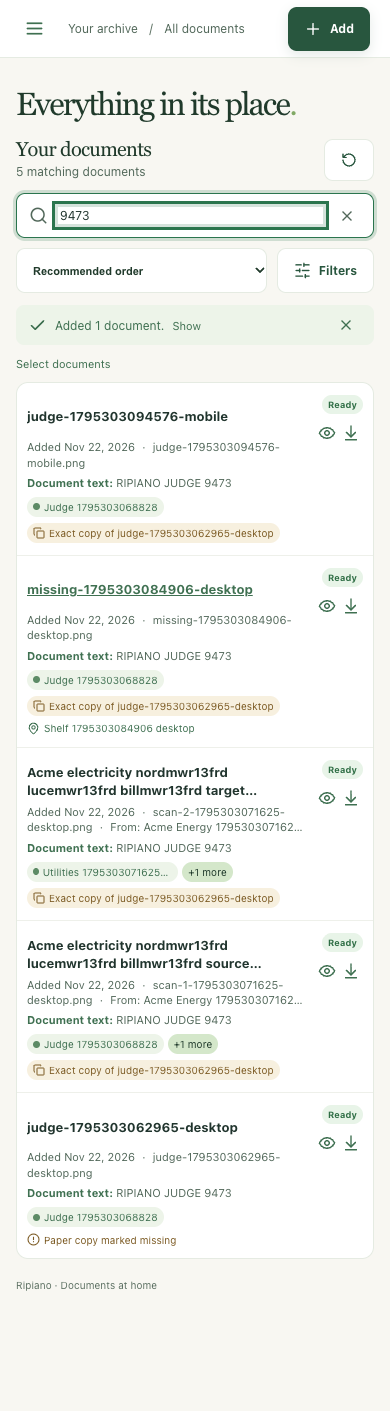 Your archive / All documents
Add
Everything in its place.
Your documents
5 matching documents
9473
Recommended order
Filters
Added 1 document. Show
Select documents
Ready
judge-1795303094576-mobile
Added Nov 22, 2026 · judge-1795303094576-
mobile.png
Document text: RIPIANO JUDGE 9473
Judge 1795303068828
Exact copy of judge-1795303062965-desktop
Ready
missing-1795303084906-desktop
Added Nov 22, 2026 · missing-1795303084906-
desktop.png
Document text: RIPIANO JUDGE 9473
Judge 1795303068828
Exact copy of judge-1795303062965-desktop
Shelf 1795303084906 desktop
Ready
Acme electricity nordmwr13frd
lucemwr13frd billmwr13frd target...
Added Nov 22, 2026 · scan-2-1795303071625-
desktop.png · From: Acme Energy 179530307162...
Document text: RIPIANO JUDGE 9473
Utilities 1795303071625... +1 more
Exact copy of judge-1795303062965-desktop
Ready
Acme electricity nordmwr13frd
lucemwr13frd billmwr13frd source...
Added Nov 22, 2026 · scan-1-1795303071625-
desktop.png · From: Acme Energy 179530307162...
Document text: RIPIANO JUDGE 9473
Judge 1795303068828 +1 more
Exact copy of judge-1795303062965-desktop
Ready
judge-1795303062965-desktop
Added Nov 22, 2026 · judge-1795303062965-
desktop.png
Document text: RIPIANO JUDGE 9473
Judge 1795303068828
Paper copy marked missing
Ripiano · Documents at home